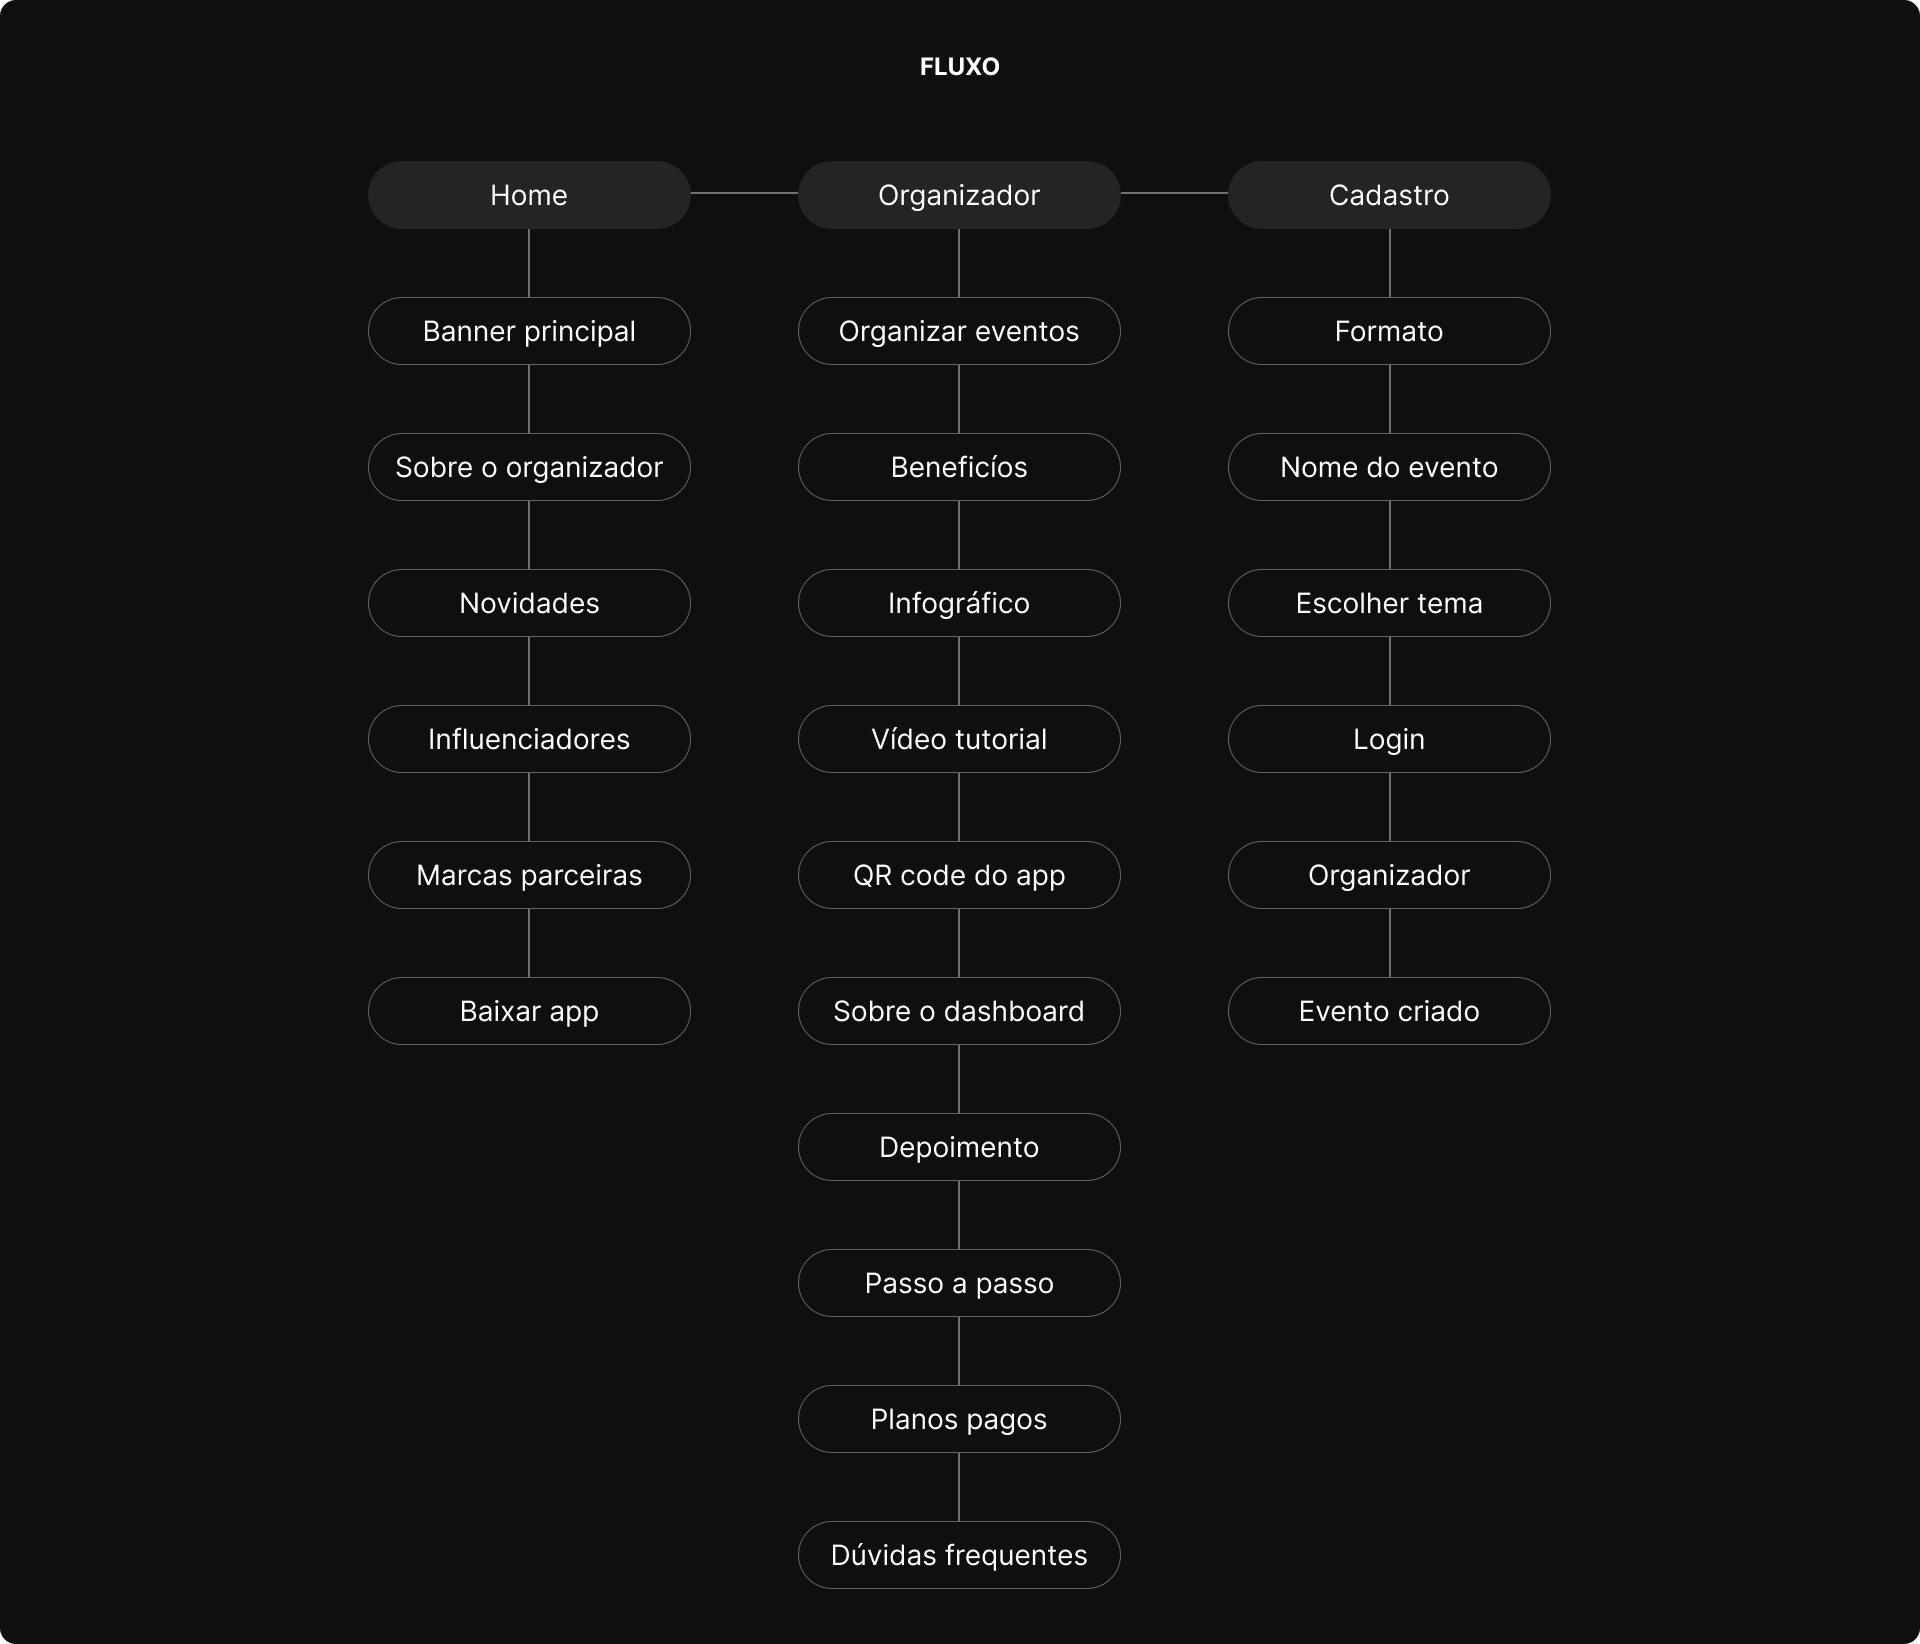 FLUXO
Home
Organizador
Cadastro
Banner principal
Sobre o organizador
Novidades
Influenciadores
Marcas parceiras
Baixar app
Organizar eventos
Beneficíos
Infográfico
Vídeo tutorial
QR code do app
Sobre o dashboard
Depoimento
Passo a passo
Planos pagos
Dúvidas frequentes
Formato
Nome do evento
Escolher tema
Login
Organizador
Evento criado